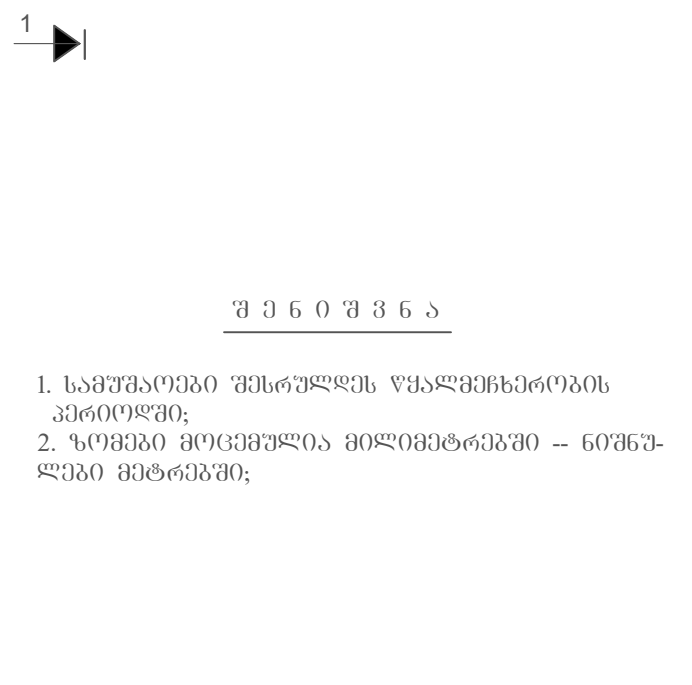 1
შ ე ნ ი შ ვ ნ ა
1. სამუშაოები შესრულდეს წყალმეჩხერობის
პერიოდში;
2. ზომები მოცემულია მილიმეტრებში -- ნიშნუ-
ლები მეტრებში;